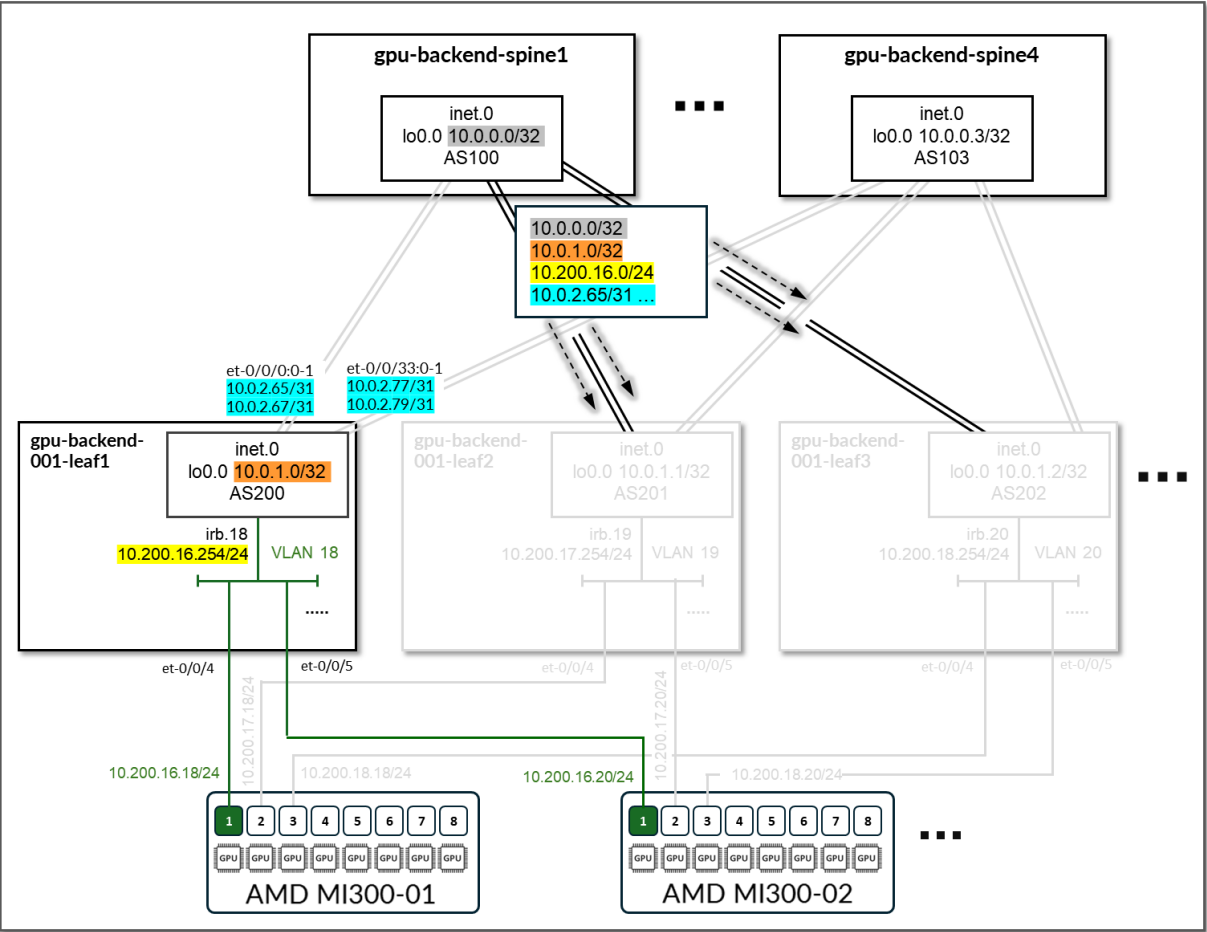 gpu-backend-spine1
inet.0
lo0.0 10.0.0.0/32
AS100
gpu-backend-spine4
inet.0
lo0.0 10.0.0.3/32
AS103
10.0.0.0/32
10.0.1.0/32
10.200.16.0/24
10.0.2.65/31 ...
et-0/0/0:0-1
10.0.2.65/31
10.0.2.67/31
et-0/0/33:0-1
10.0.2.77/31
10.0.2.79/31
gpu-backend-
001-leaf1
inet.0
lo0.0 10.0.1.0/32
AS200
irb.18
10.200.16.254/24
VLAN 18
.....
et-0/0/4
et-0/0/5
gpu-backend-
001-leaf2
inet.0
lo0.0 10.0.1.1/32
AS201
irb.19
10.200.17.254/24
VLAN 19
.....
et-0/0/4
et-0/0/5
gpu-backend-
001-leaf3
inet.0
lo0.0 10.0.1.2/32
AS202
irb.20
10.200.18.254/24
VLAN 20
.....
et-0/0/4
et-0/0/5
10.200.16.18/24
10.200.17.18/24
10.200.18.18/24
10.200.16.20/24
10.200.17.20/24
10.200.18.20/24
1 2 3 4 5 6 7 8
GPU GPU GPU GPU GPU GPU GPU GPU
AMD MI300-01
1 2 3 4 5 6 7 8
GPU GPU GPU GPU GPU GPU GPU GPU
AMD MI300-02